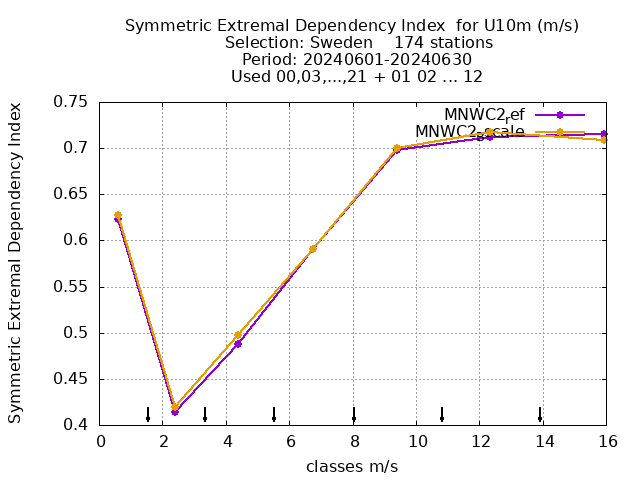 Symmetric Extremal Dependency Index for U10m (m/s)
Selection: Sweden 174 stations
Period: 20240601-20240630
Used 00,03,...,21 + 01 02 ... 12
MNWC2ref
MNWC2scale
Symmetric Extremal Dependency Index
0.75
0.7
0.65
0.6
0.55
0.5
0.45
0.4
0 2 4 6 8 10 12 14 16
classes m/s